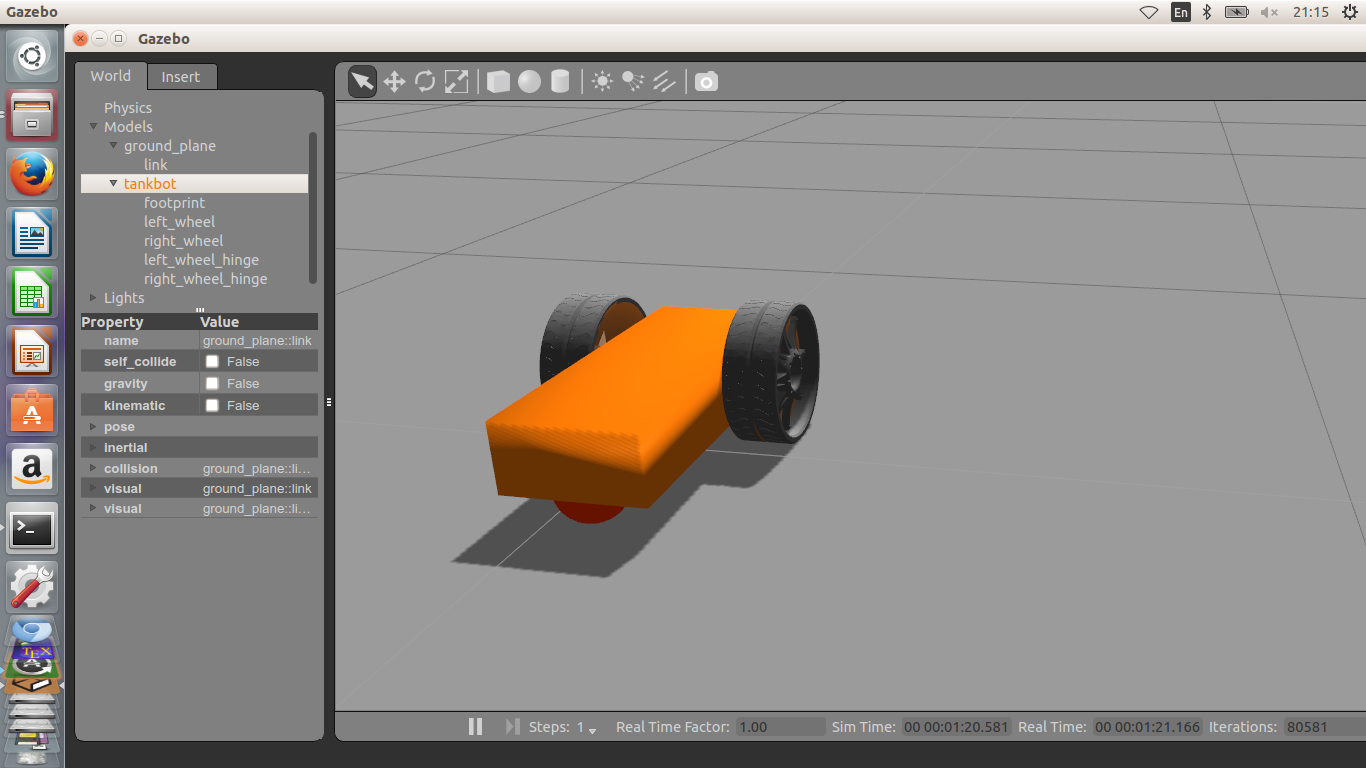 Gazebo
En
21:15
Gazebo
World Insert
Physics
Models
ground_plane
link
tankbot
footprint
left_wheel
right_wheel
left_wheel_hinge
right_wheel_hinge
Lights
Property Value
name ground_plane::link
self_collide False
gravity False
kinematic False
pose
inertial
collision ground_plane::li...
visual ground_plane::link
visual ground_plane::li...
Steps: 1 Real Time Factor: 1.00 Sim Time: 00 00:01:20.581 Real Time: 00 00:01:21.166 Iterations: 80581
A
a
>_
TEX